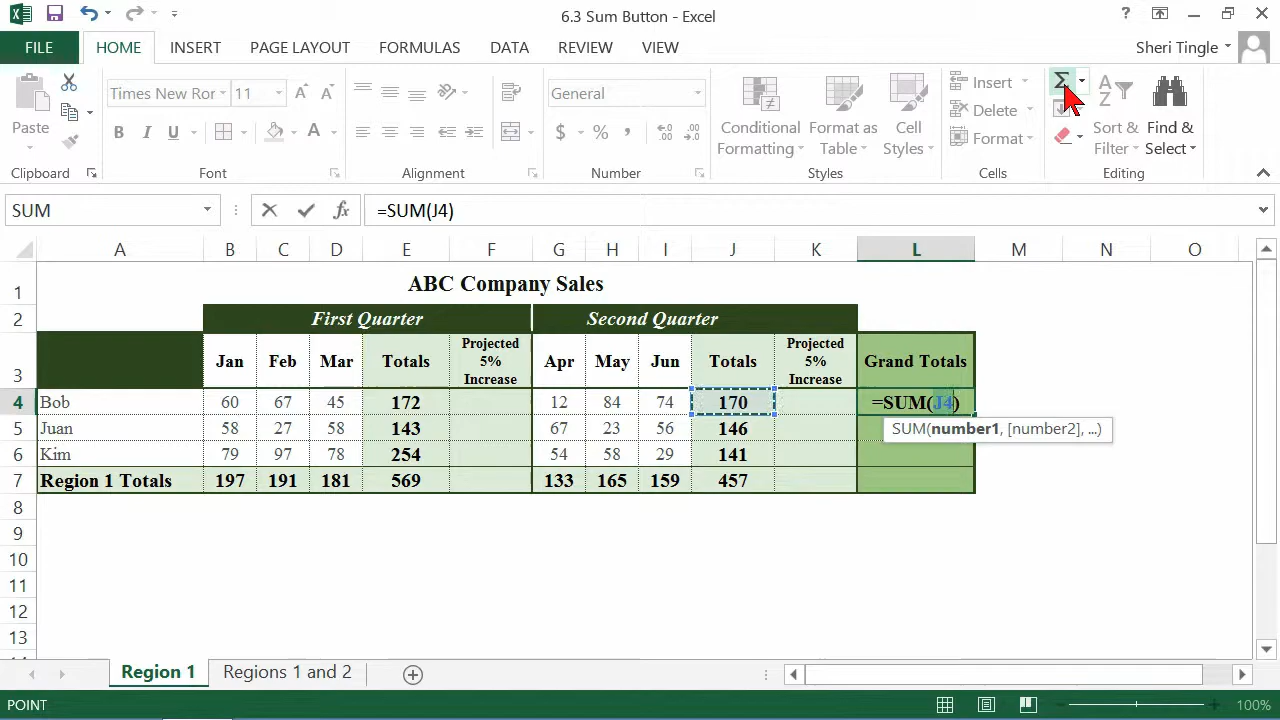 6.3 Sum Button - Excel
?
FILE HOME INSERT PAGE LAYOUT FORMULAS DATA REVIEW VIEW Sheri Tingle
Times New Ror 11 General Insert
Paste B I U A $ % , Conditional Formatting Format as Table Cell Styles Delete Format Σ Sort & Filter Find & Select
Clipboard Font Alignment Number Styles Cells Editing
SUM fx =SUM(J4)
A B C D E F G H I J K L M N O
1 ABC Company Sales
2 First Quarter Second Quarter
3 Jan Feb Mar Totals Projected 5% Increase Apr May Jun Totals Projected 5% Increase Grand Totals
4 Bob 60 67 45 172 12 84 74 170 =SUM(J4)
5 Juan 58 27 58 143 67 23 56 146 SUM(number1, [number2], ...)
6 Kim 79 97 78 254 54 58 29 141
7 Region 1 Totals 197 191 181 569 133 165 159 457
8
9
10
11
12
13
Region 1 Regions 1 and 2
POINT 100%